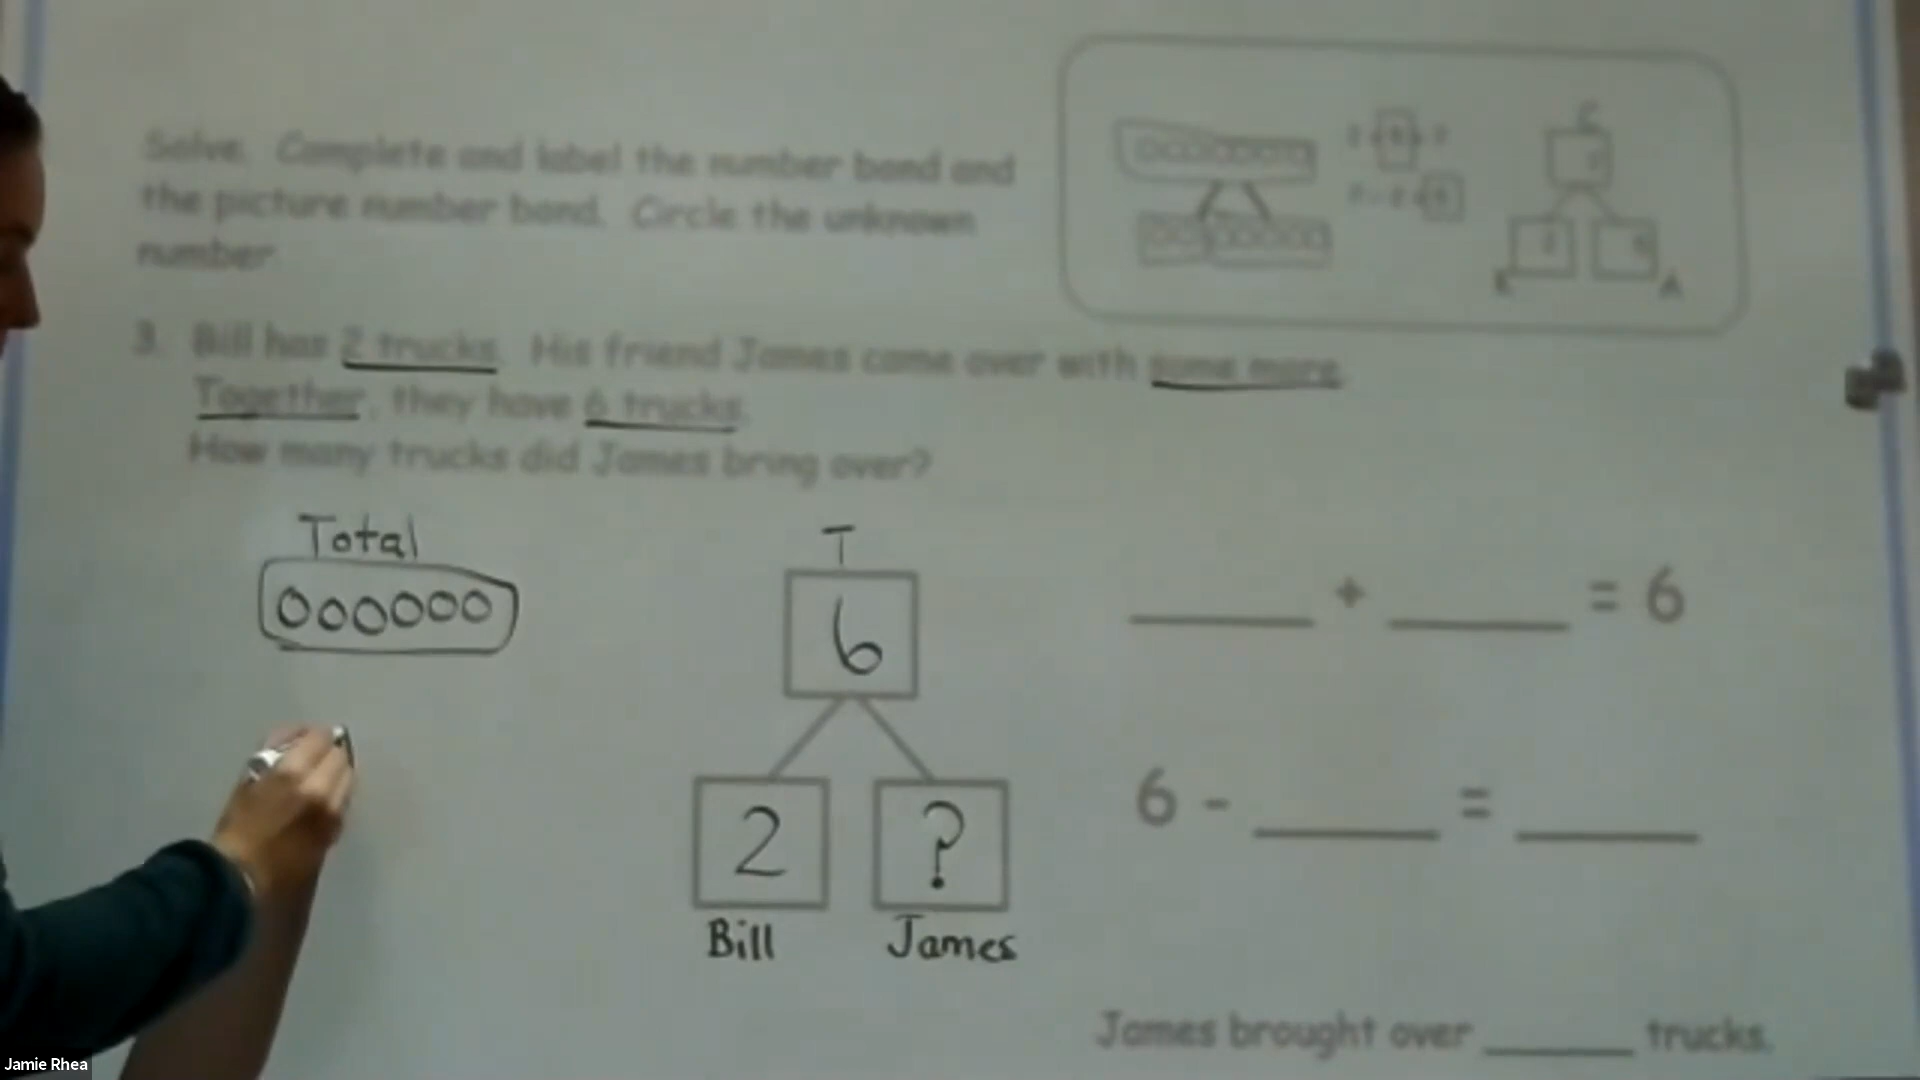 Solve. Complete and label the number bond and
the picture number bond. Circle the unknown
number.
3. Bill has 2 trucks. His friend James came over with some more.
Together, they have 6 trucks.
How many trucks did James bring over?
Total
T
6
2
?
Bill
James
____ + ____ = 6
6 - ____ = ____
James brought over ____ trucks.
Jamie Rhea